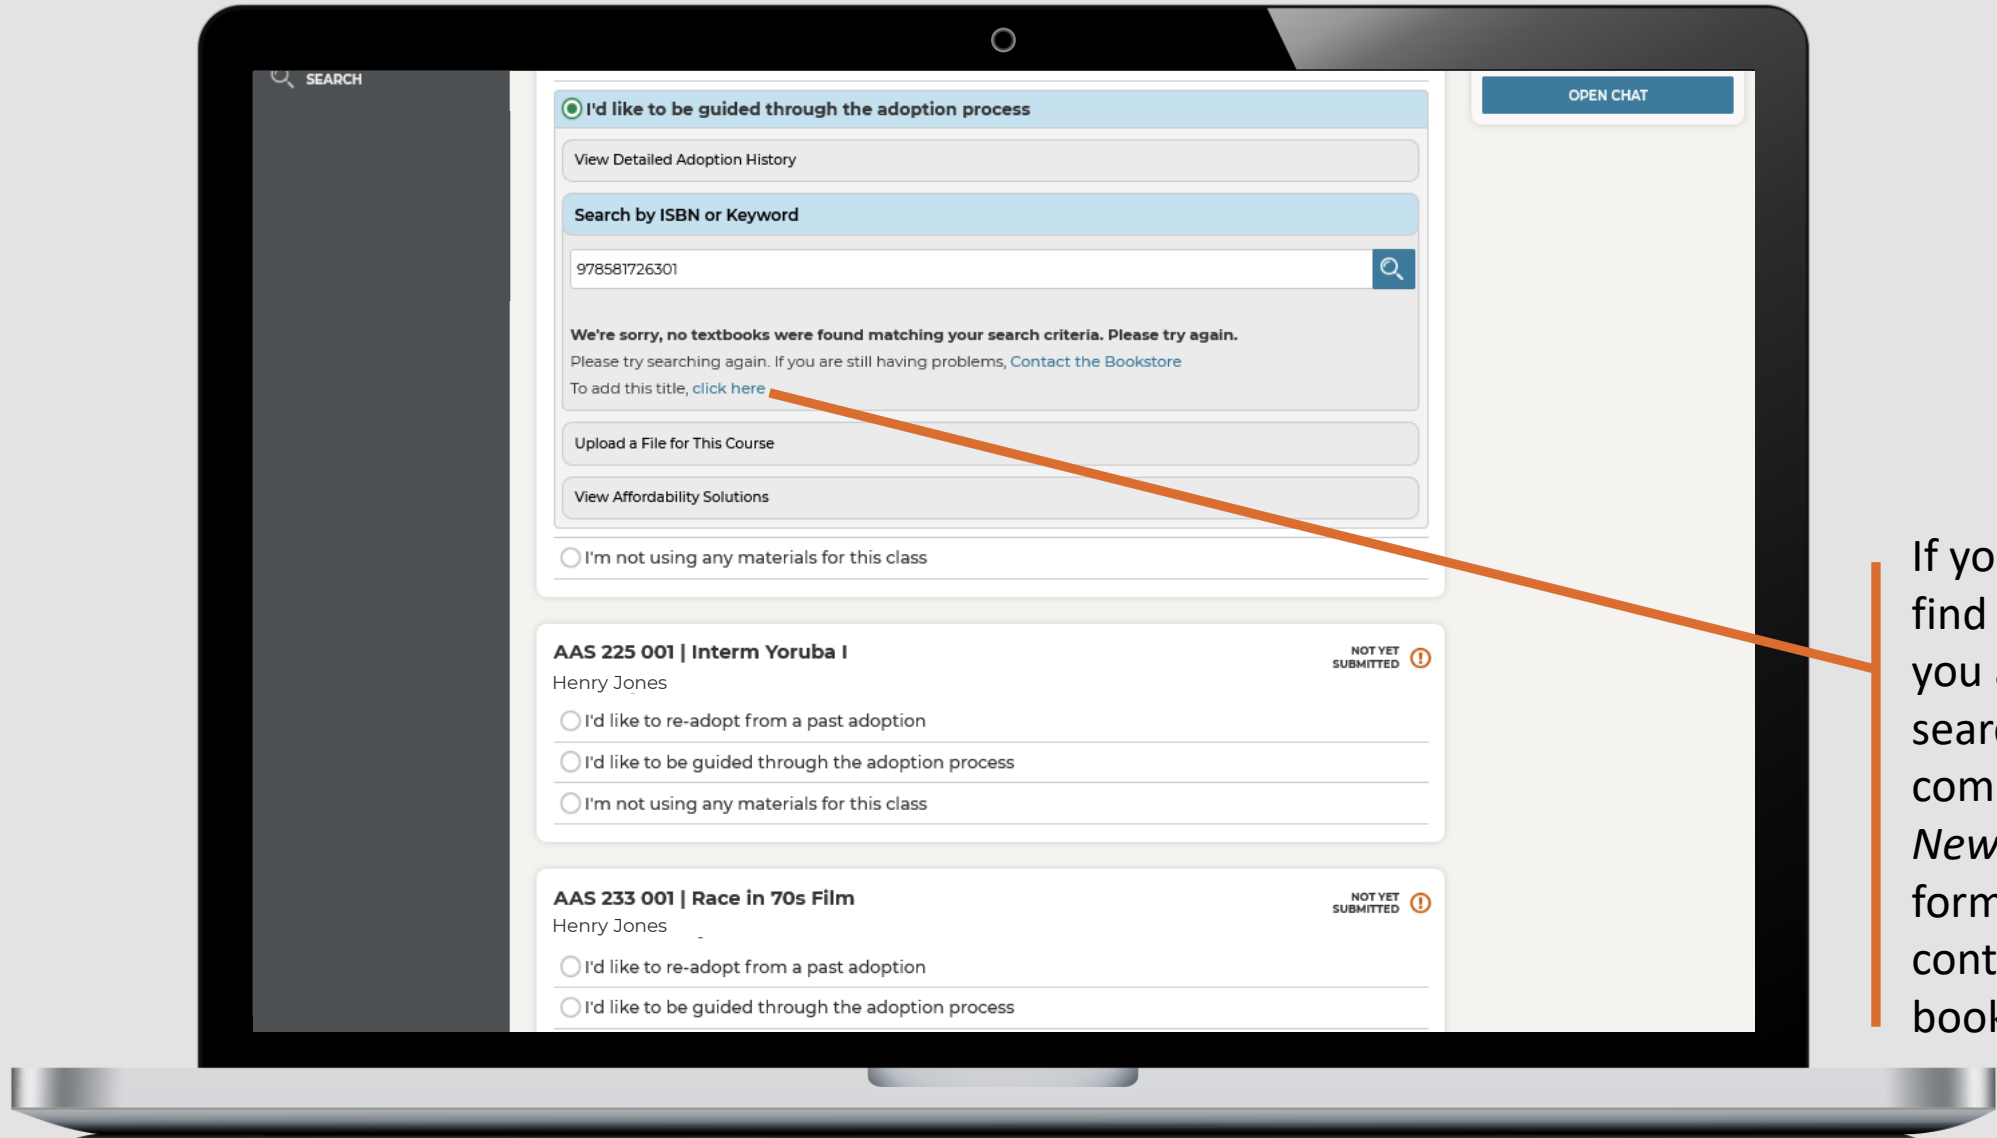 SEARCH
OPEN CHAT
I'd like to be guided through the adoption process
View Detailed Adoption History
Search by ISBN or Keyword
978581726301
We're sorry, no textbooks were found matching your search criteria. Please try again.
Please try searching again. If you are still having problems, Contact the Bookstore
To add this title, click here
Upload a File for This Course
View Affordability Solutions
I'm not using any materials for this class
AAS 225 001 | Interm Yoruba I
NOT YET
SUBMITTED
Henry Jones
I'd like to re-adopt from a past adoption
I'd like to be guided through the adoption process
I'm not using any materials for this class
AAS 233 001 | Race in 70s Film
NOT YET
SUBMITTED
Henry Jones
I'd like to re-adopt from a past adoption
I'd like to be guided through the adoption process
If
find
you
New
form